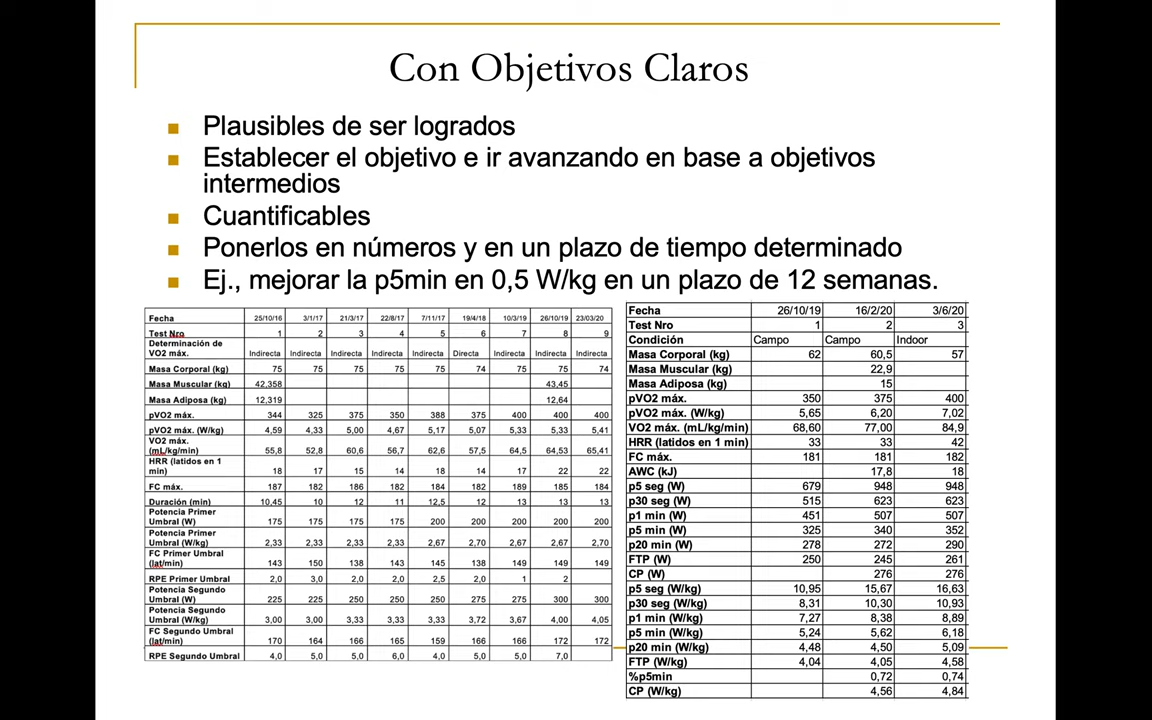 Con Objetivos Claros
Plausibles de ser logrados
Establecer el objetivo e ir avanzando en base a objetivos
intermedios
Cuantificables
Ponerlos en números y en un plazo de tiempo determinado
Ej., mejorar la p5min en 0,5 W/kg en un plazo de 12 semanas.
Fecha 25/10/16 3/1/17 21/3/17 22/8/17 7/11/17 19/4/18 10/3/19 26/10/19 23/03/20
Test Nro 1 2 3 4 5 6 7 8 9
Determinación de
VO2 máx. Indirecta Indirecta Indirecta Indirecta Indirecta Directa Indirecta Indirecta Indirecta
Masa Corporal (kg) 75 75 75 75 75 74 75 75 74
Masa Muscular (kg) 42,358 43,45
Masa Adiposa (kg) 12,319 12,64
pVO2 máx. 344 325 375 350 388 375 400 400 400
pVO2 máx. (W/kg) 4,59 4,33 5,00 4,67 5,17 5,07 5,33 5,33 5,41
VO2 máx.
(mL/kg/min) 55,8 52,8 60,6 56,7 62,6 57,5 64,5 64,53 65,41
HRR (latidos en 1
min) 18 17 15 14 18 14 17 22 22
FC máx. 187 182 186 182 184 182 189 185 184
Duración (min) 10,45 10 12 11 12,5 12 13 13 13
Potencia Primer
Umbral (W) 175 175 175 175 200 200 200 200 200
Potencia Primer
Umbral (W/kg) 2,33 2,33 2,33 2,33 2,67 2,70 2,67 2,67 2,70
FC Primer Umbral
(lat/min) 143 150 138 143 145 138 149 149 149
RPE Primer Umbral 2,0 3,0 2,0 2,0 2,5 2,0 1 2
Potencia Segundo
Umbral (W) 225 225 250 250 250 275 275 300 300
Potencia Segundo
Umbral (W/kg) 3,00 3,00 3,33 3,33 3,33 3,72 3,67 4,00 4,05
FC Segundo Umbral
(lat/min) 170 164 166 165 159 166 166 172 172
RPE Segundo Umbral 4,0 5,0 5,0 6,0 4,0 5,0 5,0 7,0
Fecha 26/10/19 16/2/20 3/6/20
Test Nro 1 2 3
Condición Campo Campo Indoor
Masa Corporal (kg) 62 60,5 57
Masa Muscular (kg) 22,9
Masa Adiposa (kg) 15
pVO2 máx. 350 375 400
pVO2 máx. (W/kg) 5,65 6,20 7,02
VO2 máx. (mL/kg/min) 68,60 77,00 84,9
HRR (latidos en 1 min) 33 33 42
FC máx. 181 181 182
AWC (kJ) 17,8 18
p5 seg (W) 679 948 948
p30 seg (W) 515 623 623
p1 min (W) 451 507 507
p5 min (W) 325 340 352
p20 min (W) 278 272 290
FTP (W) 250 245 261
CP (W) 276 276
p5 seg (W/kg) 10,95 15,67 16,63
p30 seg (W/kg) 8,31 10,30 10,93
p1 min (W/kg) 7,27 8,38 8,89
p5 min (W/kg) 5,24 5,62 6,18
p20 min (W/kg) 4,48 4,50 5,09
FTP (W/kg) 4,04 4,05 4,58
%p5min 0,72 0,74
CP (W/kg) 4,56 4,84